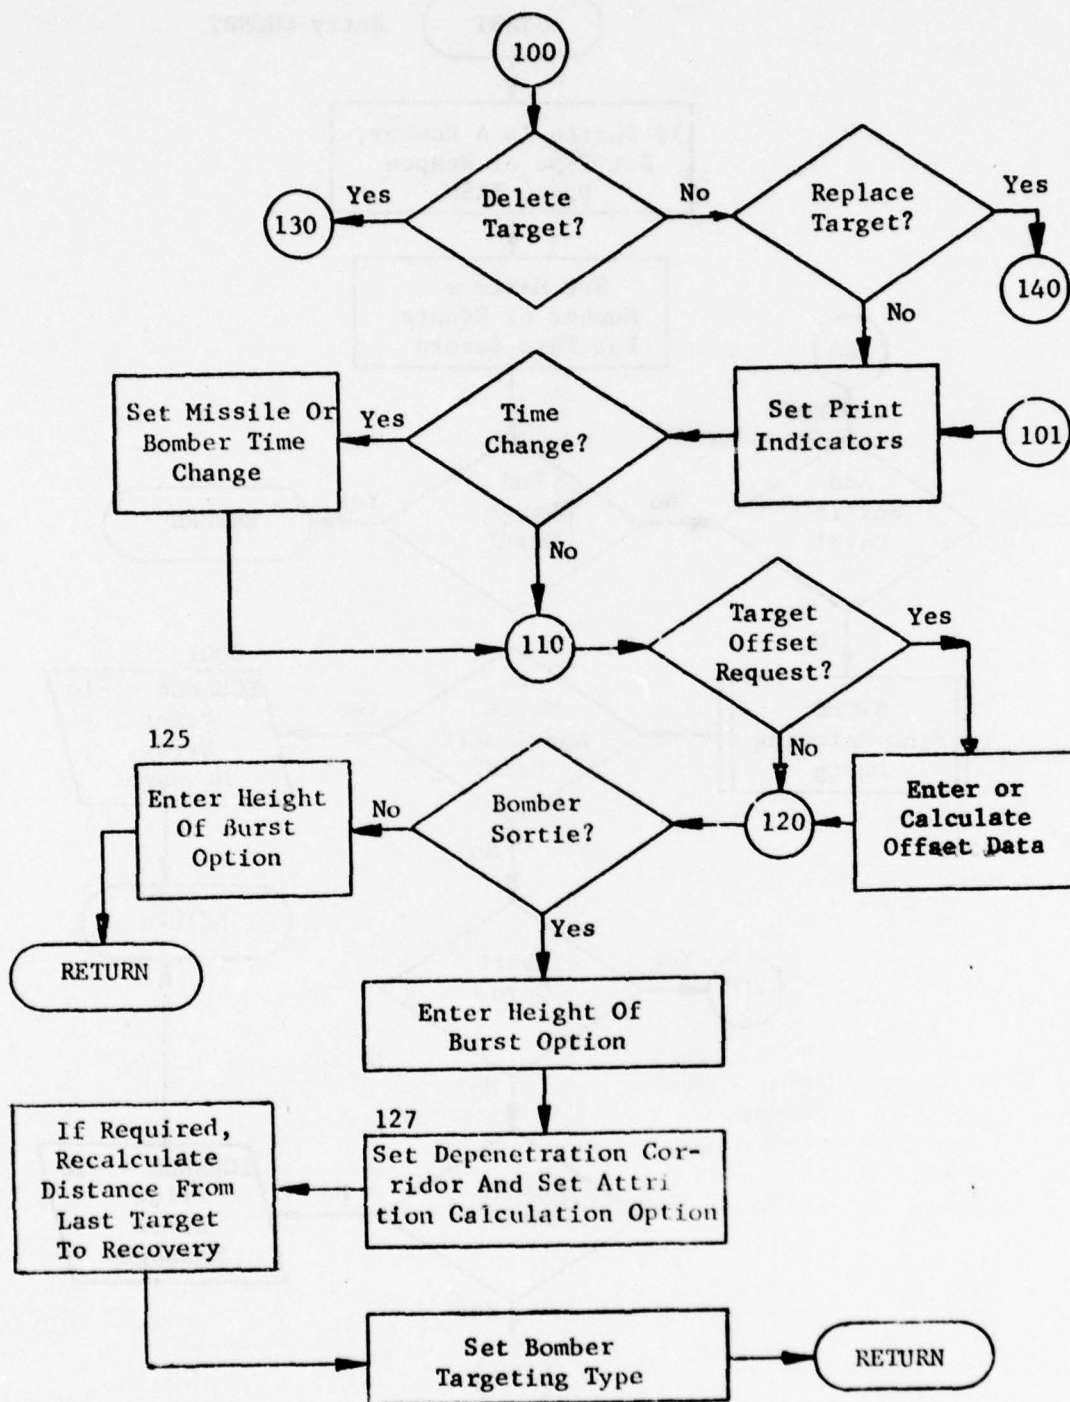 100
Delete
Target?
Yes
130
No
Replace
Target?
Yes
140
No
Set Print
Indicators
101
Time
Change?
Yes
Set Missile Or
Bomber Time
Change
No
110
Target
Offset
Request?
Yes
No
Enter or
Calculate
Offset Data
120
Bomber
Sortie?
No
125
Enter Height
Of Burst
Option
RETURN
Yes
Enter Height Of
Burst Option
127
Set Depenetration Cor-
ridor And Set Attri
tion Calculation Option
If Required,
Recalculate
Distance From
Last Target
To Recovery
Set Bomber
Targeting Type
RETURN